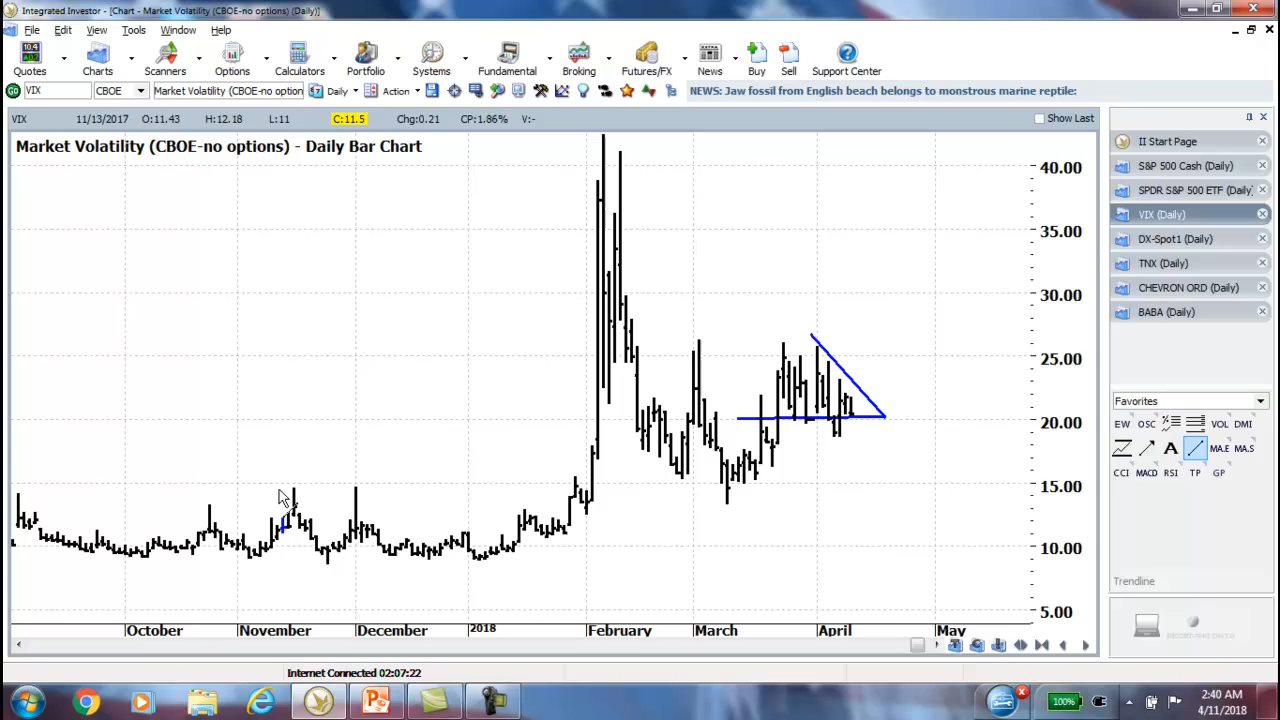 Integrated Investor - [Chart - Market Volatility (CBOE-no options) (Daily)]
File Edit View Tools Window Help
Quotes Charts Scanners Options Calculators Portfolio Systems Fundamental Broking Futures/FX News Buy Sell Support Center
GO VIX CBOE Market Volatility (CBOE-no option Daily Action NEWS: Jaw fossil from English beach belongs to monstrous marine reptile:
VIX 11/13/2017 O:11.43 H:12.18 L:11 C:11.5 Chg:0.21 CP:1.86% V:- Show Last
Market Volatility (CBOE-no options) - Daily Bar Chart
40.00
35.00
30.00
25.00
20.00
15.00
10.00
5.00
October November December 2018 February March April May
II Start Page
S&P 500 Cash (Daily)
SPDR S&P 500 ETF (Daily)
VIX (Daily)
DX-Spot1 (Daily)
TNX (Daily)
CHEVRON ORD (Daily)
BABA (Daily)
Favorites
EW OSC VOL DMI
A MA.E MA.S
CCI MACD RSI TP GP
Trendline
RECEIVING DATA
Internet Connected 02:07:22
100%
2:40 AM
4/11/2018